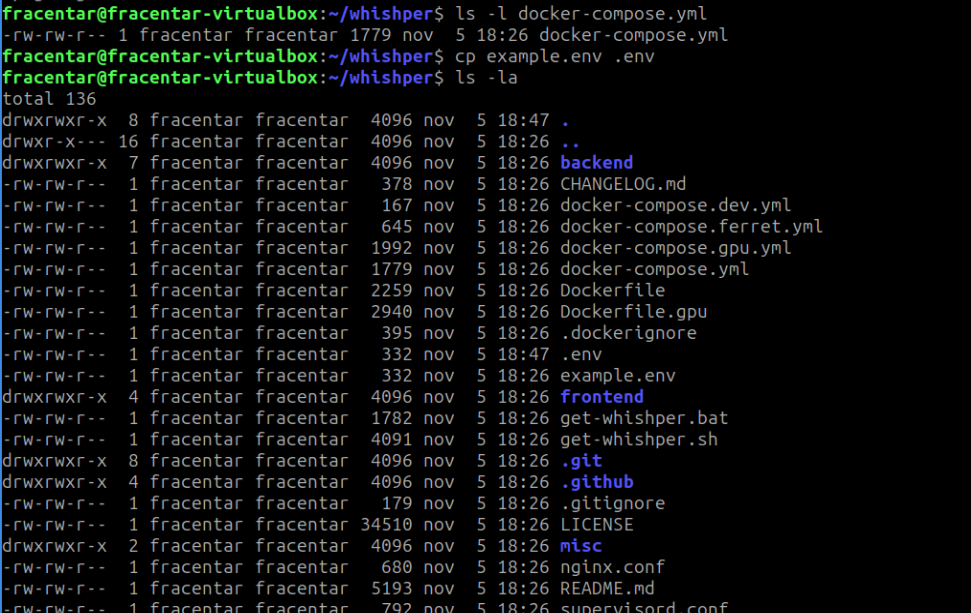 fracentar@fracentar-virtualbox:~/whishper$ ls -l docker-compose.yml
-rw-rw-r-- 1 fracentar fracentar 1779 nov  5 18:26 docker-compose.yml
fracentar@fracentar-virtualbox:~/whishper$ cp example.env .env
fracentar@fracentar-virtualbox:~/whishper$ ls -la
total 136
drwxrwxr-x  8 fracentar fracentar  4096 nov  5 18:47 .
drwxr-x--- 16 fracentar fracentar  4096 nov  5 18:26 ..
drwxrwxr-x  7 fracentar fracentar  4096 nov  5 18:26 backend
-rw-rw-r--  1 fracentar fracentar   378 nov  5 18:26 CHANGELOG.md
-rw-rw-r--  1 fracentar fracentar   167 nov  5 18:26 docker-compose.dev.yml
-rw-rw-r--  1 fracentar fracentar   645 nov  5 18:26 docker-compose.ferret.yml
-rw-rw-r--  1 fracentar fracentar  1992 nov  5 18:26 docker-compose.gpu.yml
-rw-rw-r--  1 fracentar fracentar  1779 nov  5 18:26 docker-compose.yml
-rw-rw-r--  1 fracentar fracentar  2259 nov  5 18:26 Dockerfile
-rw-rw-r--  1 fracentar fracentar  2940 nov  5 18:26 Dockerfile.gpu
-rw-rw-r--  1 fracentar fracentar   395 nov  5 18:26 .dockerignore
-rw-rw-r--  1 fracentar fracentar   332 nov  5 18:47 .env
-rw-rw-r--  1 fracentar fracentar   332 nov  5 18:26 example.env
drwxrwxr-x  4 fracentar fracentar  4096 nov  5 18:26 frontend
-rw-rw-r--  1 fracentar fracentar  1782 nov  5 18:26 get-whishper.bat
-rw-rw-r--  1 fracentar fracentar  4091 nov  5 18:26 get-whishper.sh
drwxrwxr-x  8 fracentar fracentar  4096 nov  5 18:26 .git
drwxrwxr-x  4 fracentar fracentar  4096 nov  5 18:26 .github
-rw-rw-r--  1 fracentar fracentar   179 nov  5 18:26 .gitignore
-rw-rw-r--  1 fracentar fracentar 34510 nov  5 18:26 LICENSE
drwxrwxr-x  2 fracentar fracentar  4096 nov  5 18:26 misc
-rw-rw-r--  1 fracentar fracentar   680 nov  5 18:26 nginx.conf
-rw-rw-r--  1 fracentar fracentar  5193 nov  5 18:26 README.md
-rw-rw-r--  1 fracentar fracentar   792 nov  5 18:26 supervisord.conf